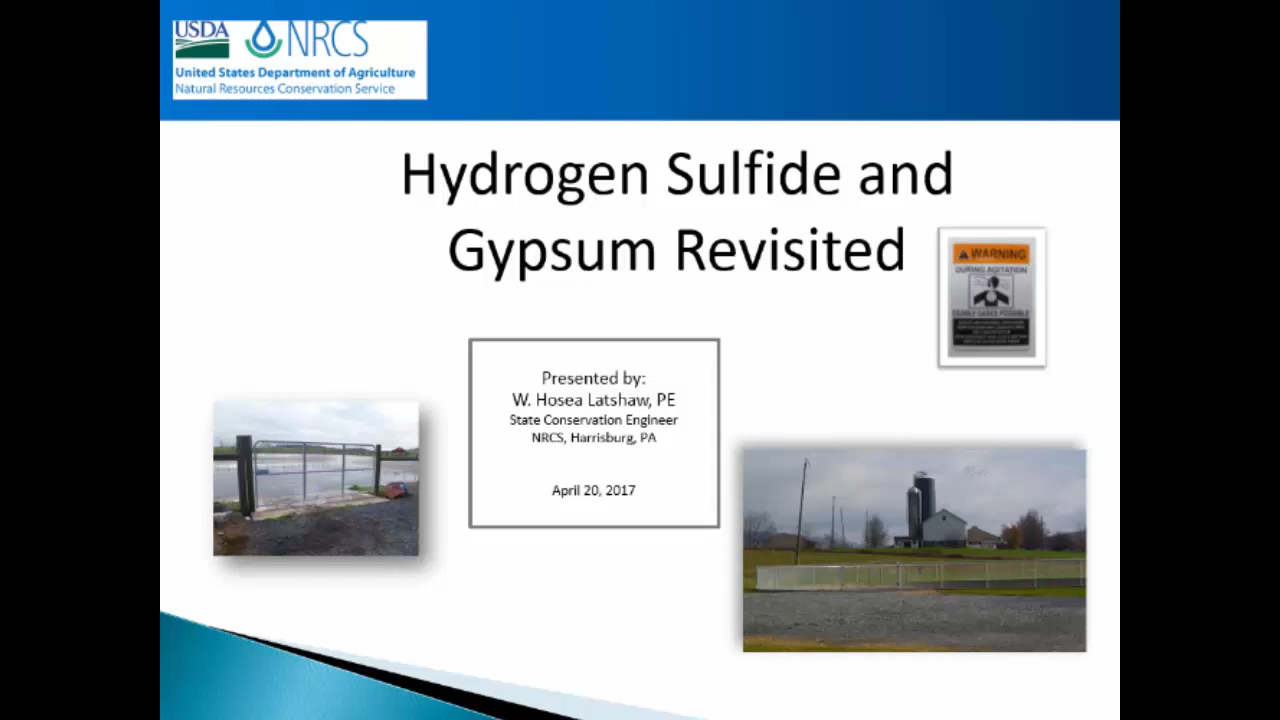 USDA NRCS
United States Department of Agriculture
Natural Resources Conservation Service
Hydrogen Sulfide and
Gypsum Revisited
WARNING
DURING AGITATION
DEADLY GASES POSSIBLE
Presented by:
W. Hosea Latshaw, PE
State Conservation Engineer
NRCS, Harrisburg, PA
April 20, 2017